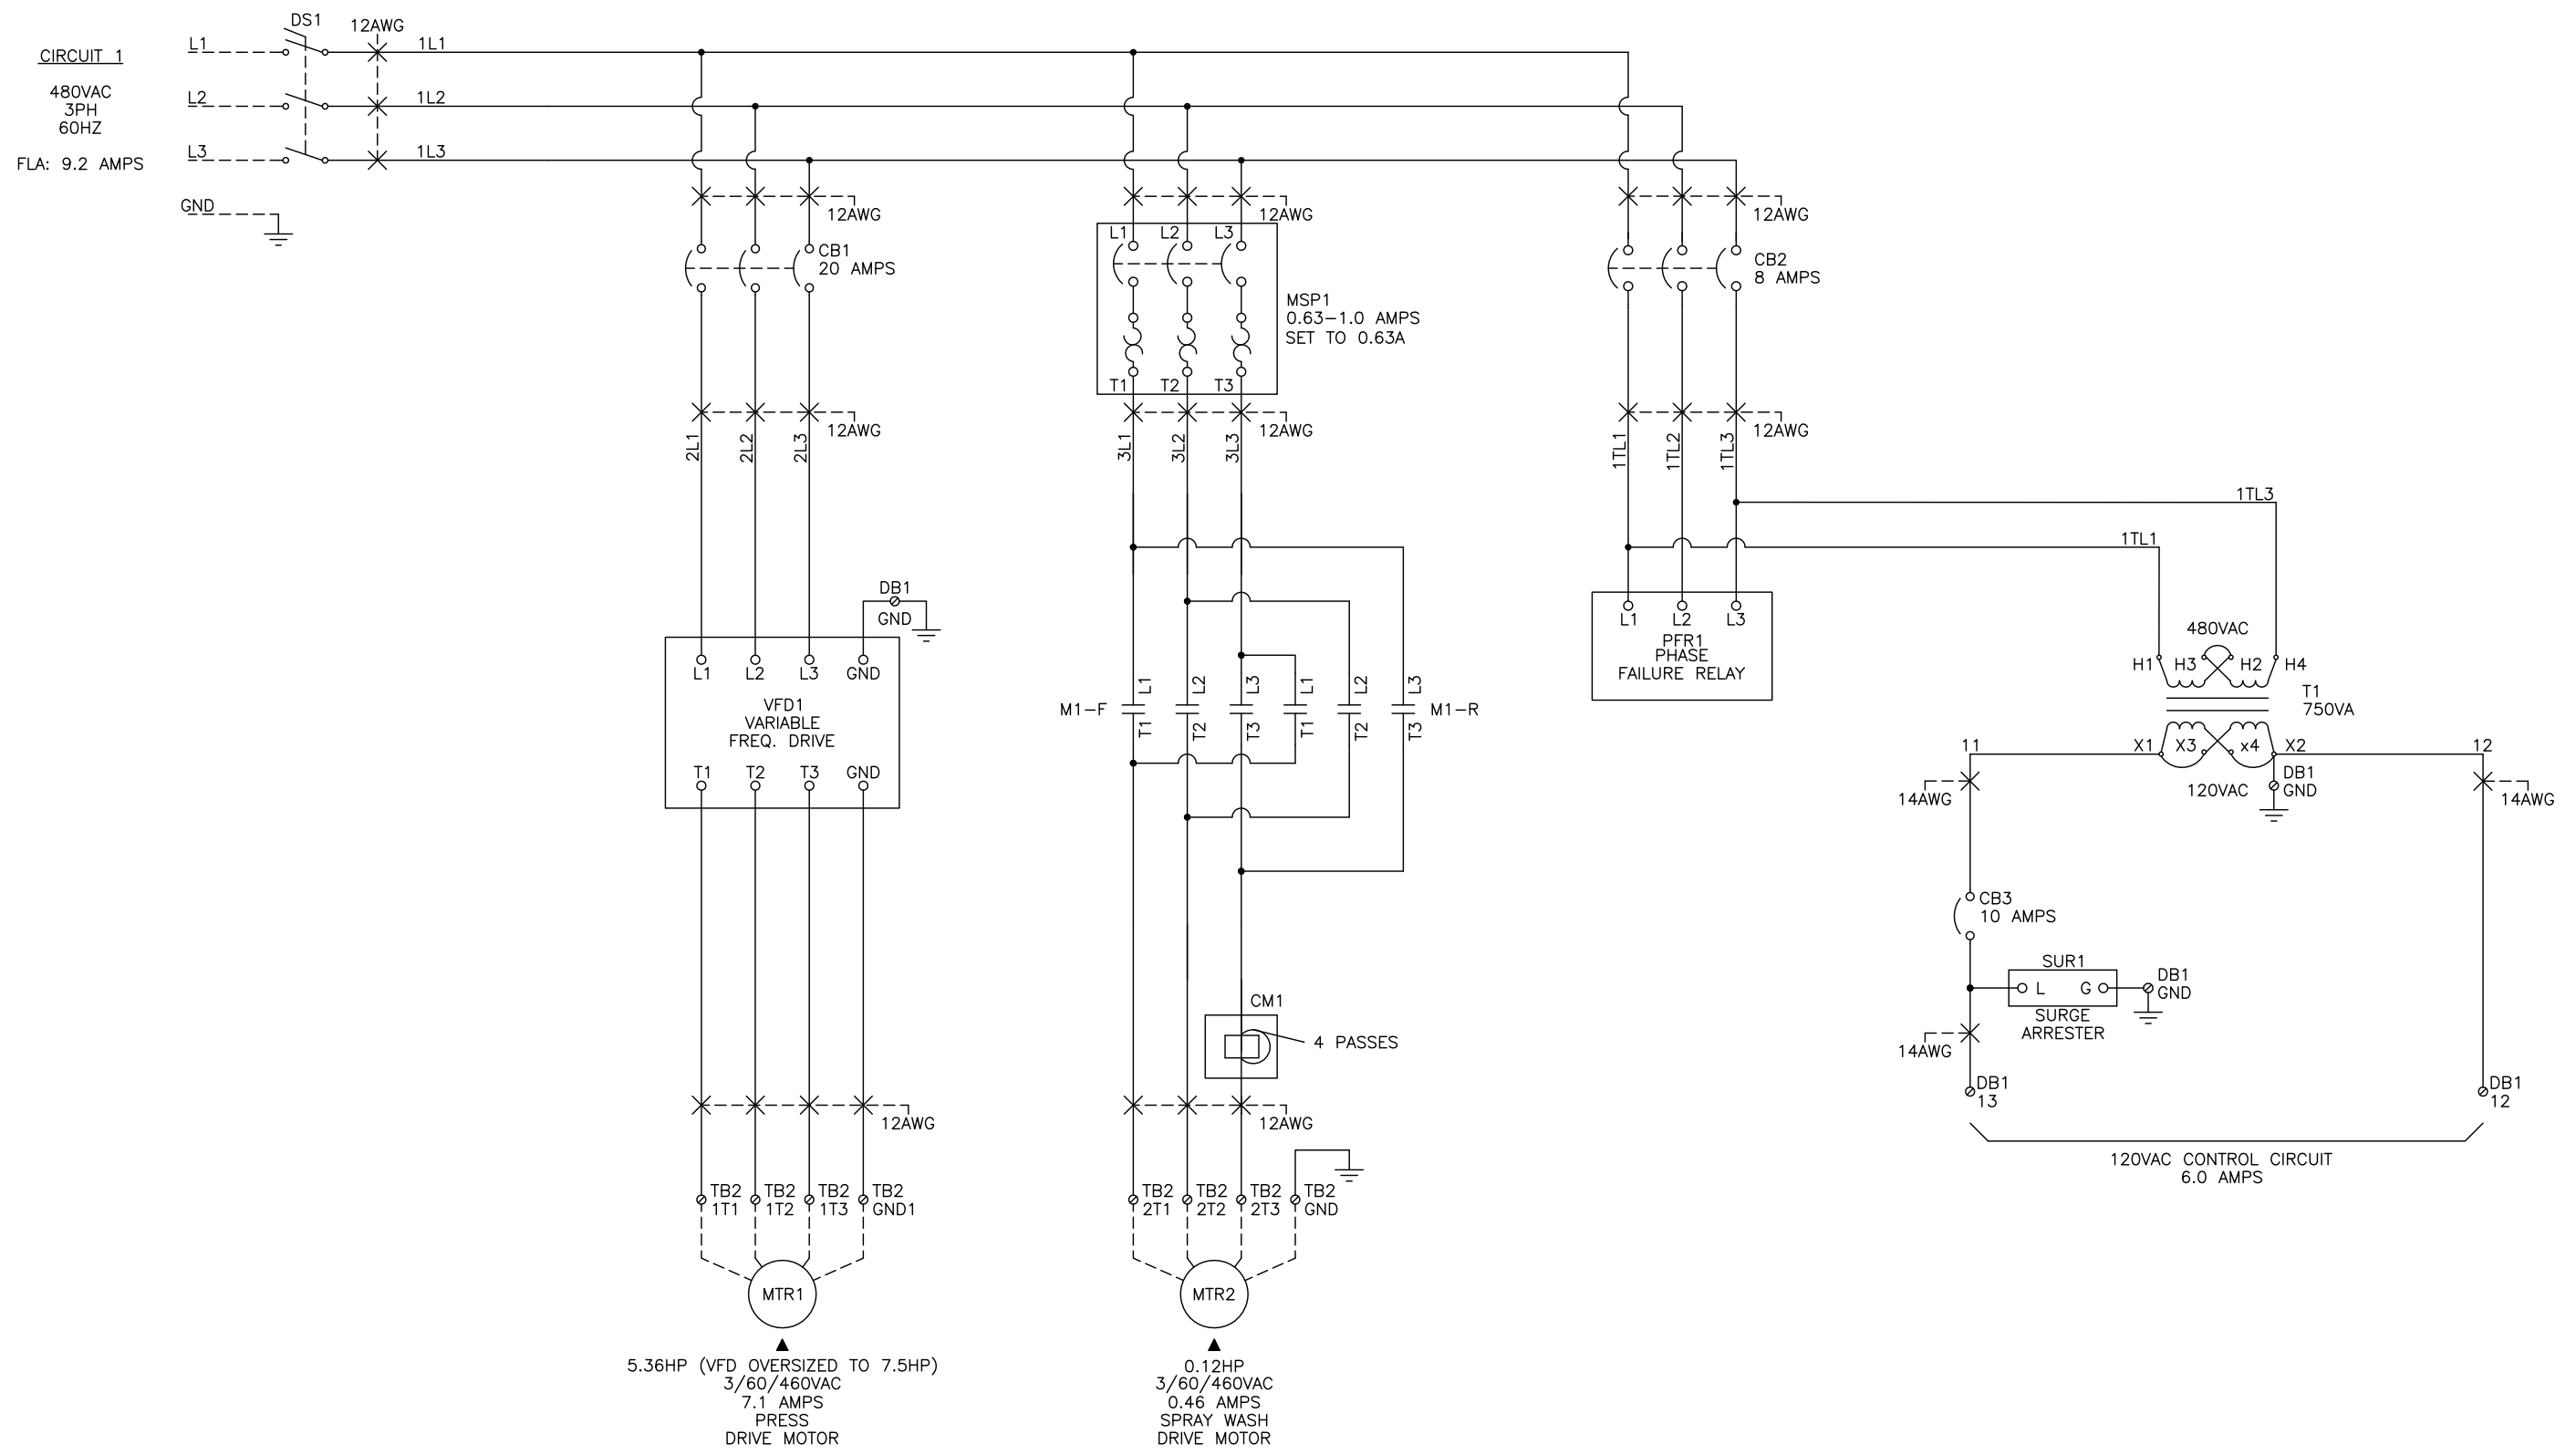 DS1
12AWG
CIRCUIT 1
480VAC
3PH
60HZ
FLA: 9.2 AMPS
L1
L2
L3
GND
1L1
1L2
1L3
12AWG
CB1
20 AMPS
12AWG
2L1
2L2
2L3
DB1
GND
L1 L2 L3 GND
VFD1
VARIABLE
FREQ. DRIVE
T1 T2 T3 GND
12AWG
TB2
1T1
TB2
1T2
TB2
1T3
TB2
GND1
MTR1
5.36HP (VFD OVERSIZED TO 7.5HP)
3/60/460VAC
7.1 AMPS
PRESS
DRIVE MOTOR
12AWG
L1 L2 L3
MSP1
0.63-1.0 AMPS
SET TO 0.63A
T1 T2 T3
12AWG
3L1
3L2
3L3
M1-F
L1
L2
L3
L1
L2
L3
M1-R
T1
T2
T3
T1
T2
T3
CM1
4 PASSES
12AWG
TB2
2T1
TB2
2T2
TB2
2T3
TB2
GND
MTR2
0.12HP
3/60/460VAC
0.46 AMPS
SPRAY WASH
DRIVE MOTOR
12AWG
CB2
8 AMPS
12AWG
1TL1
1TL2
1TL3
1TL3
1TL1
L1 L2 L3
PFR1
PHASE
FAILURE RELAY
480VAC
H1 H3 H2 H4
T1
750VA
11
X1 X3 x4 X2
12
120VAC
DB1
GND
14AWG
14AWG
CB3
10 AMPS
SUR1
L G
DB1
GND
SURGE
ARRESTER
14AWG
DB1
13
DB1
12
120VAC CONTROL CIRCUIT
6.0 AMPS